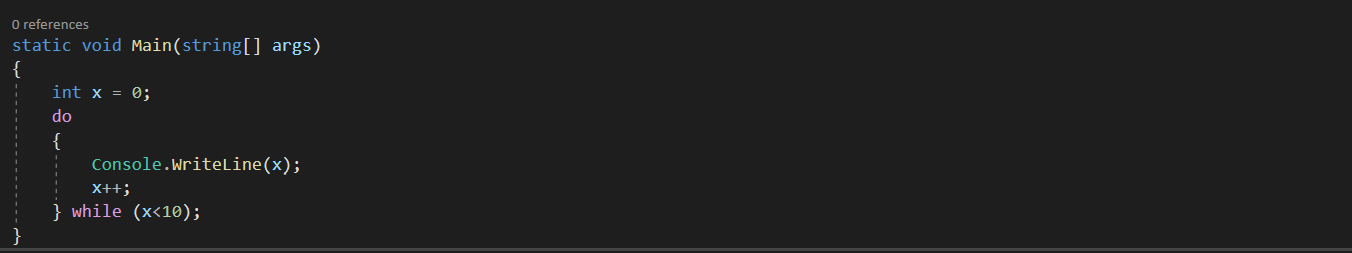 0 references
static void Main(string[] args)
{
    int x = 0;
    do
    {
        Console.WriteLine(x);
        x++;
    } while (x<10);
}